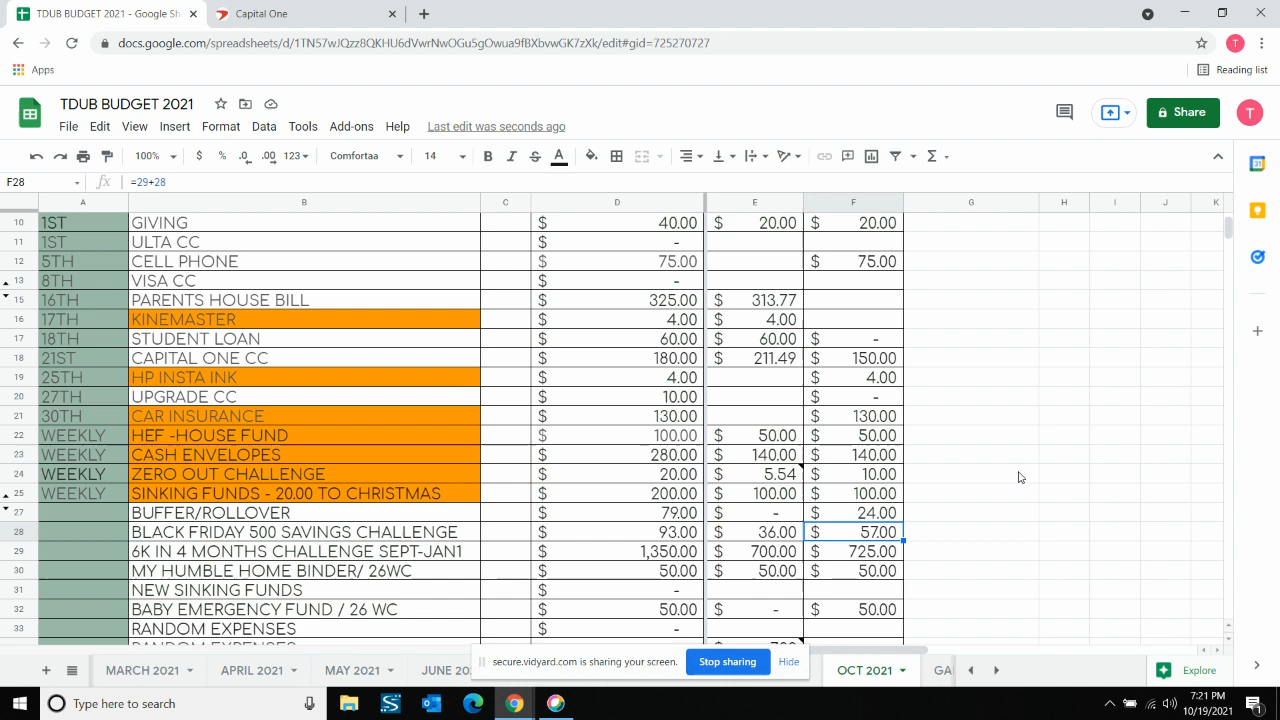 TDUB BUDGET 2021 - Google She
Capital One
docs.google.com/spreadsheets/d/1TN57wJQzz8QKHU6dVwrNwOGu5gOwua9fBXbvwGK7zXk/edit#gid=725270727
T
Apps
Reading list
TDUB BUDGET 2021
File Edit View Insert Format Data Tools Add-ons Help Last edit was seconds ago
Share
T
100% $ % .0 .00 123 Comfortaa 14 B I S A
F28 fx =29+28
A B C D E F G H I J K
10 1ST GIVING $ 40.00 $ 20.00 $ 20.00
11 1ST ULTA CC $ -
12 5TH CELL PHONE $ 75.00 $ 75.00
13 8TH VISA CC $ -
15 16TH PARENTS HOUSE BILL $ 325.00 $ 313.77
16 17TH KINEMASTER $ 4.00 $ 4.00
17 18TH STUDENT LOAN $ 60.00 $ 60.00 $ -
18 21ST CAPITAL ONE CC $ 180.00 $ 211.49 $ 150.00
19 25TH HP INSTA INK $ 4.00 $ 4.00
20 27TH UPGRADE CC $ 10.00 $ -
21 30TH CAR INSURANCE $ 130.00 $ 130.00
22 WEEKLY HEF -HOUSE FUND $ 100.00 $ 50.00 $ 50.00
23 WEEKLY CASH ENVELOPES $ 280.00 $ 140.00 $ 140.00
24 WEEKLY ZERO OUT CHALLENGE $ 20.00 $ 5.54 $ 10.00
25 WEEKLY SINKING FUNDS - 20.00 TO CHRISTMAS $ 200.00 $ 100.00 $ 100.00
27 BUFFER/ROLLOVER $ 79.00 $ - $ 24.00
28 BLACK FRIDAY 500 SAVINGS CHALLENGE $ 93.00 $ 36.00 $ 57.00
29 6K IN 4 MONTHS CHALLENGE SEPT-JAN1 $ 1,350.00 $ 700.00 $ 725.00
30 MY HUMBLE HOME BINDER/ 26WC $ 50.00 $ 50.00 $ 50.00
31 NEW SINKING FUNDS $ -
32 BABY EMERGENCY FUND / 26 WC $ 50.00 $ - $ 50.00
33 RANDOM EXPENSES $ -
MARCH 2021 APRIL 2021 MAY 2021 JUNE 202 OCT 2021 GA Explore
secure.vidyard.com is sharing your screen. Stop sharing Hide
Type here to search
7:21 PM
10/19/2021
1